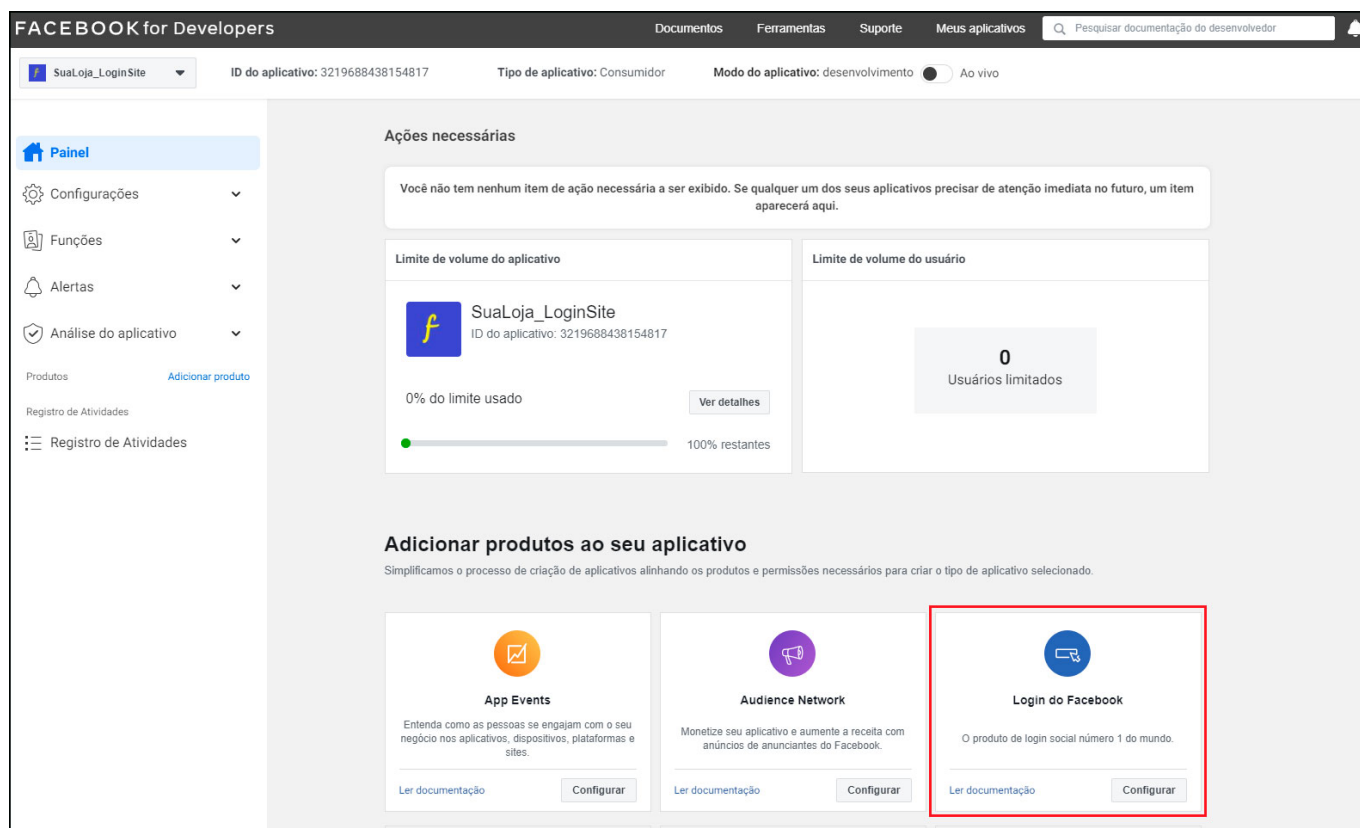 FACEBOOK for Developers
Documentos
Ferramentas
Suporte
Meus aplicativos
Pesquisar documentação do desenvolvedor
SuaLoja_LoginSite
ID do aplicativo: 3219688438154817
Tipo de aplicativo: Consumidor
Modo do aplicativo: desenvolvimento
Ao vivo
Painel
Configurações
Funções
Alertas
Análise do aplicativo
Produtos
Adicionar produto
Registro de Atividades
Registro de Atividades
Ações necessárias
Você não tem nenhum item de ação necessária a ser exibido. Se qualquer um dos seus aplicativos precisar de atenção imediata no futuro, um item
aparecerá aqui.
Limite de volume do aplicativo
SuaLoja_LoginSite
ID do aplicativo: 3219688438154817
0% do limite usado
Ver detalhes
100% restantes
Limite de volume do usuário
0
Usuários limitados
Adicionar produtos ao seu aplicativo
Simplificamos o processo de criação de aplicativos alinhando os produtos e permissões necessários para criar o tipo de aplicativo selecionado.
App Events
Entenda como as pessoas se engajam com o seu
negócio nos aplicativos, dispositivos, plataformas e
sites.
Ler documentação
Configurar
Audience Network
Monetize seu aplicativo e aumente a receita com
anúncios de anunciantes do Facebook.
Ler documentação
Configurar
Login do Facebook
O produto de login social número 1 do mundo.
Ler documentação
Configurar